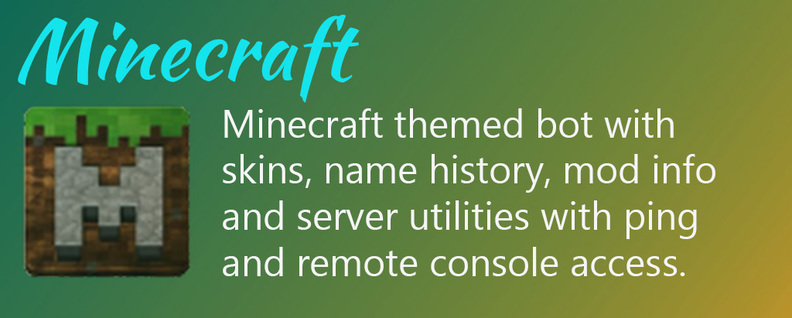 Minecraft
M
Minecraft themed bot with
skins, name history, mod info
and server utilities with ping
and remote console access.